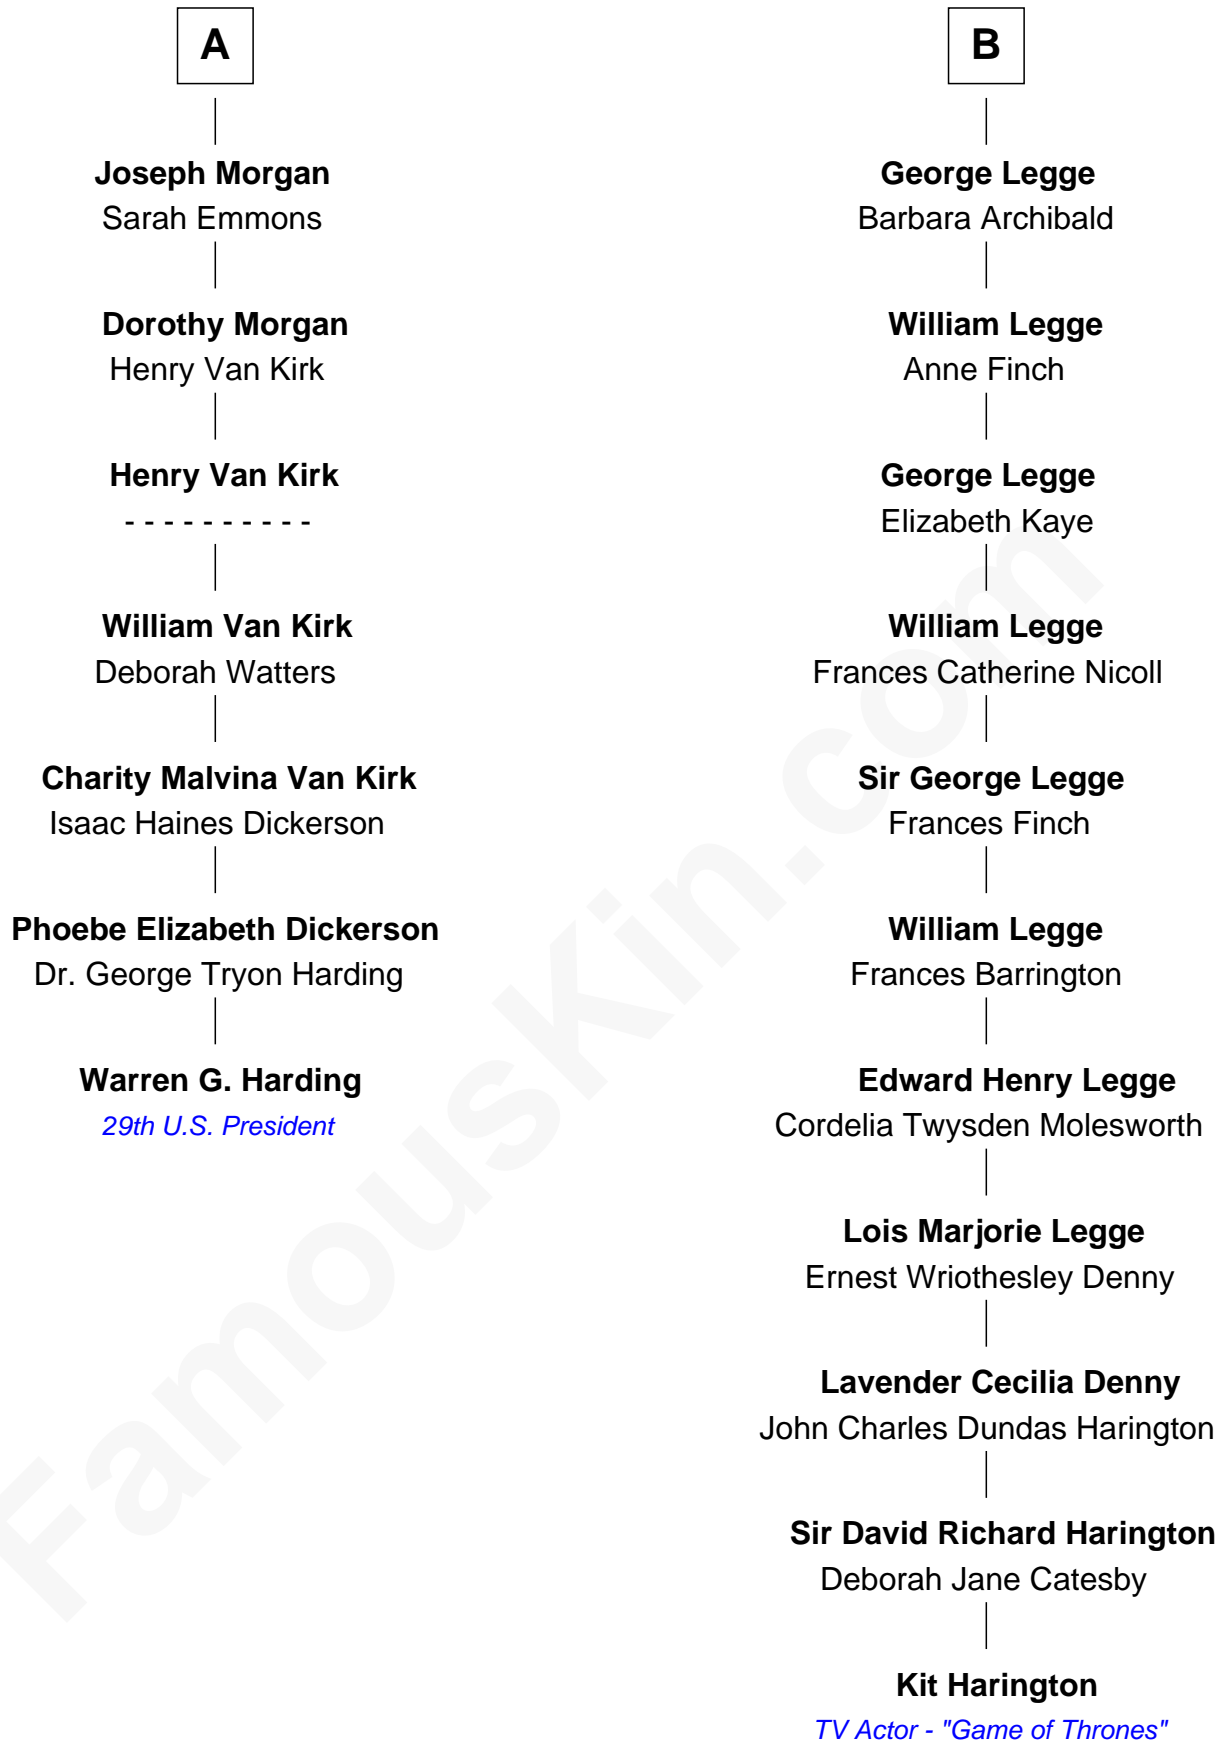 A
Joseph Morgan
Sarah Emmons
Dorothy Morgan
Henry Van Kirk
Henry Van Kirk
- - - - - - - - - -
William Van Kirk
Deborah Watters
Charity Malvina Van Kirk
Isaac Haines Dickerson
Phoebe Elizabeth Dickerson
Dr. George Tryon Harding
Warren G. Harding
29th U.S. President
B
George Legge
Barbara Archibald
William Legge
Anne Finch
George Legge
Elizabeth Kaye
William Legge
Frances Catherine Nicoll
Sir George Legge
Frances Finch
William Legge
Frances Barrington
Edward Henry Legge
Cordelia Twysden Molesworth
Lois Marjorie Legge
Ernest Wriothesley Denny
Lavender Cecilia Denny
John Charles Dundas Harington
Sir David Richard Harington
Deborah Jane Catesby
Kit Harington
TV Actor - "Game of Thrones"
FamousKin.com